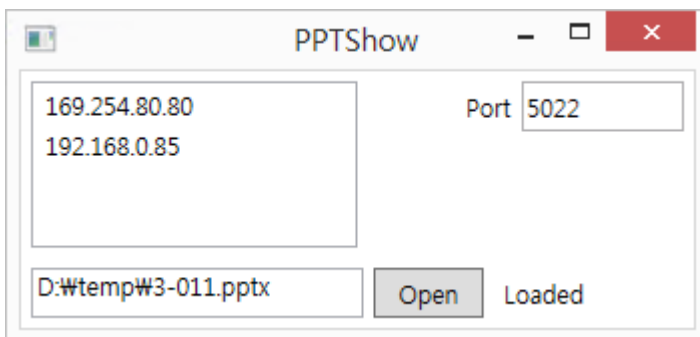 PPTShow
169.254.80.80
192.168.0.85
Port 5022
D:₩temp₩3-011.pptx
Open
Loaded